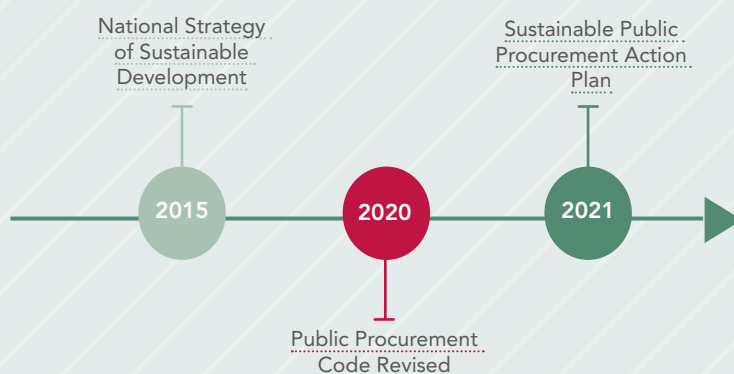 National Strategy
of Sustainable
Development
Sustainable Public
Procurement Action
Plan
2015
2020
2021
Public Procurement
Code Revised